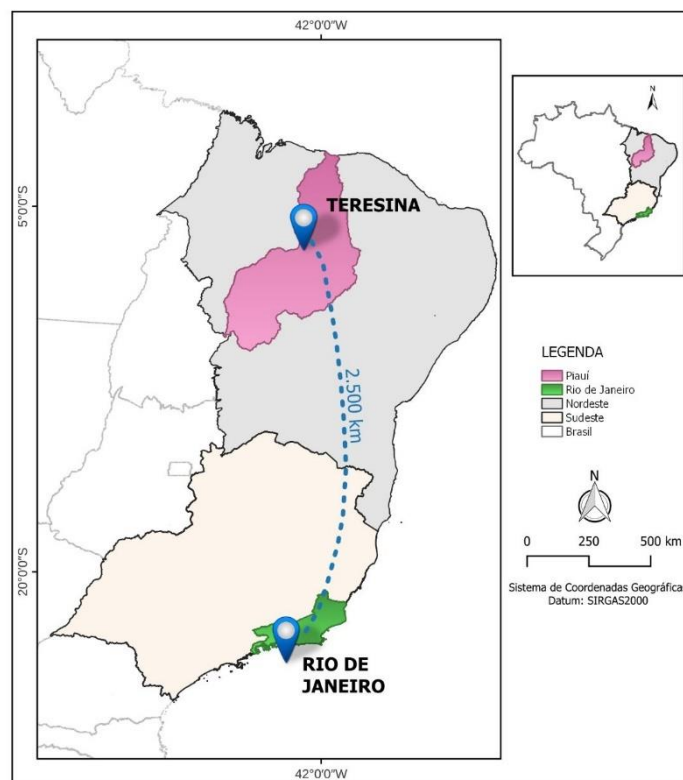 42°0'0"W
N
5°0'0"S
TERESINA
2.500 km
LEGENDA
Piauí
Rio de Janeiro
Nordeste
Sudeste
Brasil
N
0 250 500 km
20°0'0"S
Sistema de Coordenadas Geográfica
Datum: SIRGAS2000
RIO DE
JANEIRO
42°0'0"W